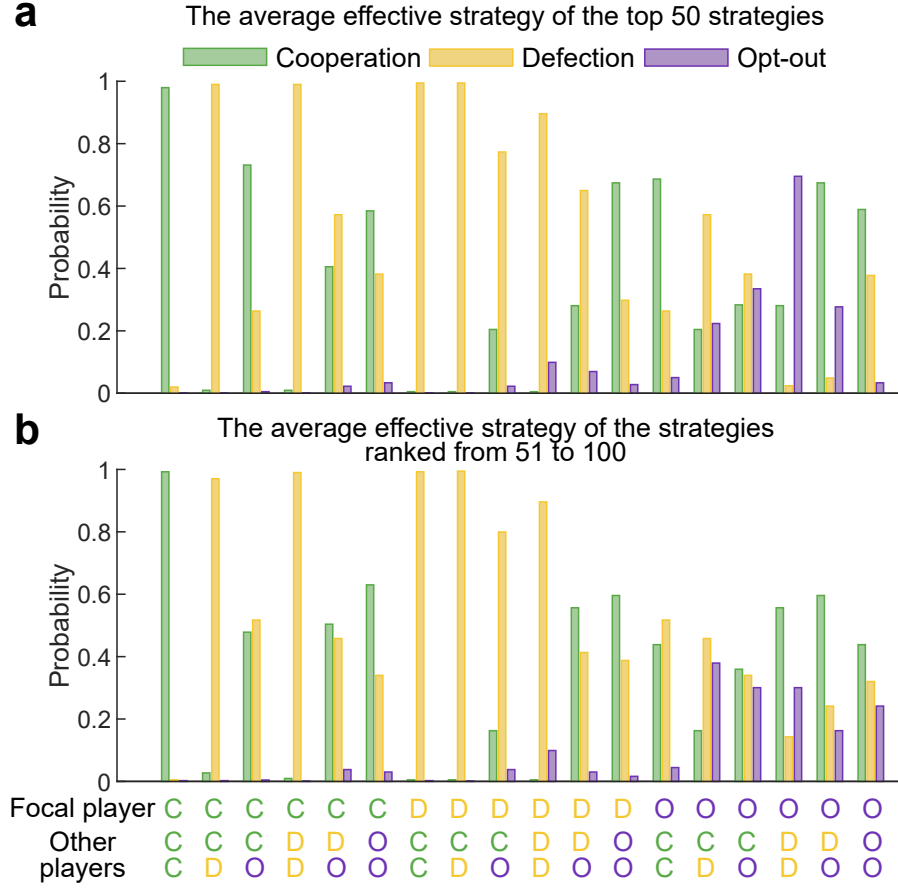 a
The average effective strategy of the top 50 strategies
Cooperation Defection Opt-out
1
0.8
0.6
0.4
0.2
0
Probability
b
The average effective strategy of the strategies
ranked from 51 to 100
1
0.8
0.6
0.4
0.2
0
Probability
Focal player C C C C C C D D D D D D O O O O O O
Other C C C D D O C C C D D O C C C D D O
players C D O D O O C D O D O O C D O D O O